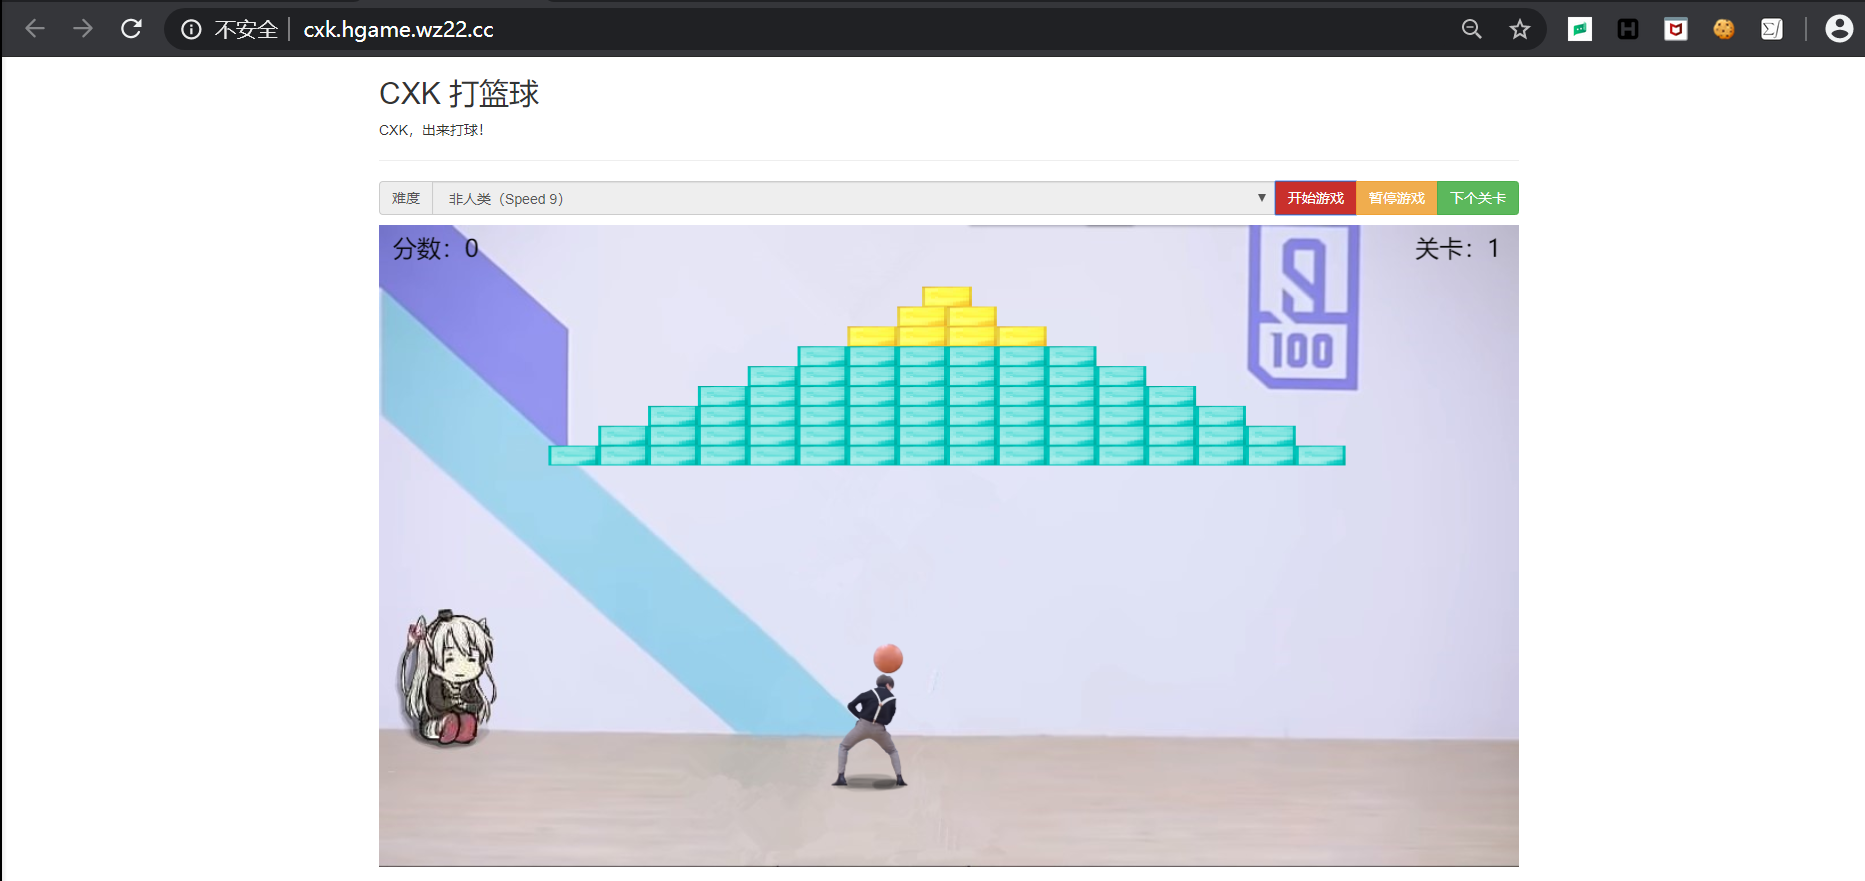 不安全 cxk.hgame.wz22.cc
CXK 打篮球
CXK，出来打球！
难度 非人类（Speed 9） 开始游戏 暂停游戏 下个关卡
分数：0 关卡：1
100